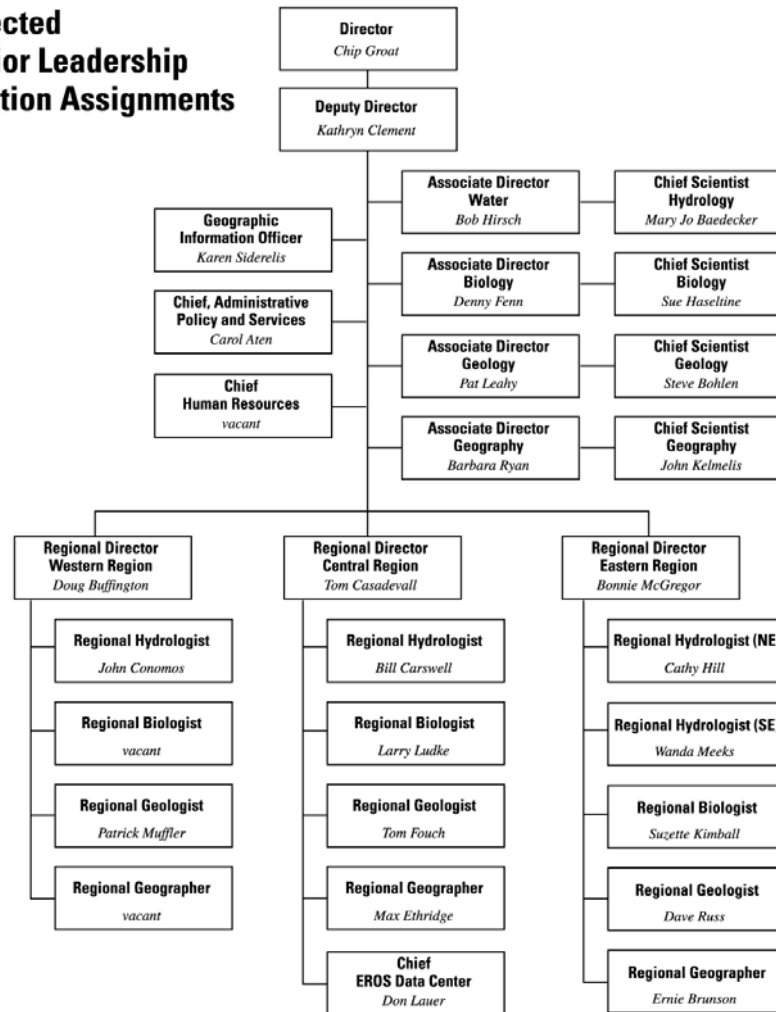 ected
ior Leadership
tion Assignments
Director
Chip Groat
Deputy Director
Kathryn Clement
Geographic
Information Officer
Karen Siderelis
Chief, Administrative
Policy and Services
Carol Aten
Chief
Human Resources
vacant
Associate Director
Water
Bob Hirsch
Chief Scientist
Hydrology
Mary Jo Baedecker
Associate Director
Biology
Denny Fenn
Chief Scientist
Biology
Sue Haseltine
Associate Director
Geology
Pat Leahy
Chief Scientist
Geology
Steve Bohlen
Associate Director
Geography
Barbara Ryan
Chief Scientist
Geography
John Kelmelis
Regional Director
Western Region
Doug Buffington
Regional Hydrologist
John Conomos
Regional Biologist
vacant
Regional Geologist
Patrick Muffler
Regional Geographer
vacant
Regional Director
Central Region
Tom Casadevall
Regional Hydrologist
Bill Carswell
Regional Biologist
Larry Ludke
Regional Geologist
Tom Fouch
Regional Geographer
Max Ethridge
Chief
EROS Data Center
Don Lauer
Regional Director
Eastern Region
Bonnie McGregor
Regional Hydrologist (NE
Cathy Hill
Regional Hydrologist (SE
Wanda Meeks
Regional Biologist
Suzette Kimball
Regional Geologist
Dave Russ
Regional Geographer
Ernie Brunson